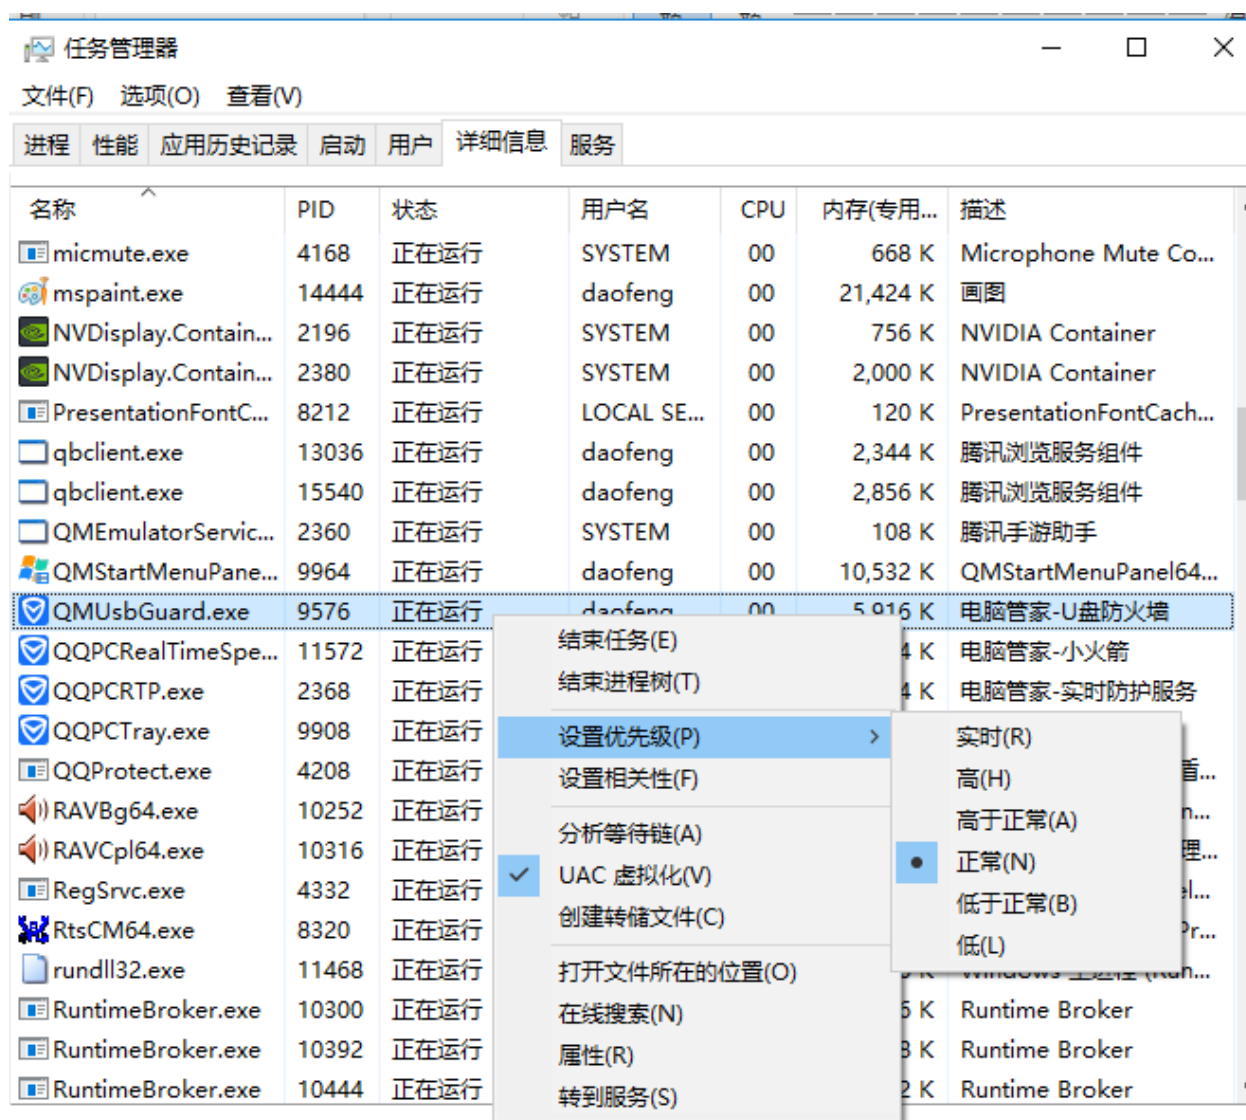 任务管理器
文件(F) 选项(O) 查看(V)
进程 性能 应用历史记录 启动 用户 详细信息 服务
名称 PID 状态 用户名 CPU 内存(专用... 描述
micmute.exe 4168 正在运行 SYSTEM 00 668 K Microphone Mute Co...
mspaint.exe 14444 正在运行 daofeng 00 21,424 K 画图
NVDisplay.Contain... 2196 正在运行 SYSTEM 00 756 K NVIDIA Container
NVDisplay.Contain... 2380 正在运行 SYSTEM 00 2,000 K NVIDIA Container
PresentationFontC... 8212 正在运行 LOCAL SE... 00 120 K PresentationFontCach...
qbclient.exe 13036 正在运行 daofeng 00 2,344 K 腾讯浏览服务组件
qbclient.exe 15540 正在运行 daofeng 00 2,856 K 腾讯浏览服务组件
QMEmulatorServic... 2360 正在运行 SYSTEM 00 108 K 腾讯手游助手
QMStartMenuPane... 9964 正在运行 daofeng 00 10,532 K QMStartMenuPanel64...
QMUsbGuard.exe 9576 正在运行 daofeng 00 5,916 K 电脑管家-U盘防火墙
QQPCRealTimeSpe... 11572 正在运行 4 K 电脑管家-小火箭
QQPCRTP.exe 2368 正在运行 4 K 电脑管家-实时防护服务
QQPCTray.exe 9908 正在运行
QQProtect.exe 4208 正在运行 盾...
RAVBg64.exe 10252 正在运行 n...
RAVCpl64.exe 10316 正在运行 理...
RegSrvc.exe 4332 正在运行 el...
RtsCM64.exe 8320 正在运行 Pr...
rundll32.exe 11468 正在运行
RuntimeBroker.exe 10300 正在运行 6 K Runtime Broker
RuntimeBroker.exe 10392 正在运行 8 K Runtime Broker
RuntimeBroker.exe 10444 正在运行 2 K Runtime Broker
结束任务(E)
结束进程树(T)
设置优先级(P)
设置相关性(F)
分析等待链(A)
UAC 虚拟化(V)
创建转储文件(C)
打开文件所在的位置(O)
在线搜索(N)
属性(R)
转到服务(S)
实时(R)
高(H)
高于正常(A)
正常(N)
低于正常(B)
低(L)